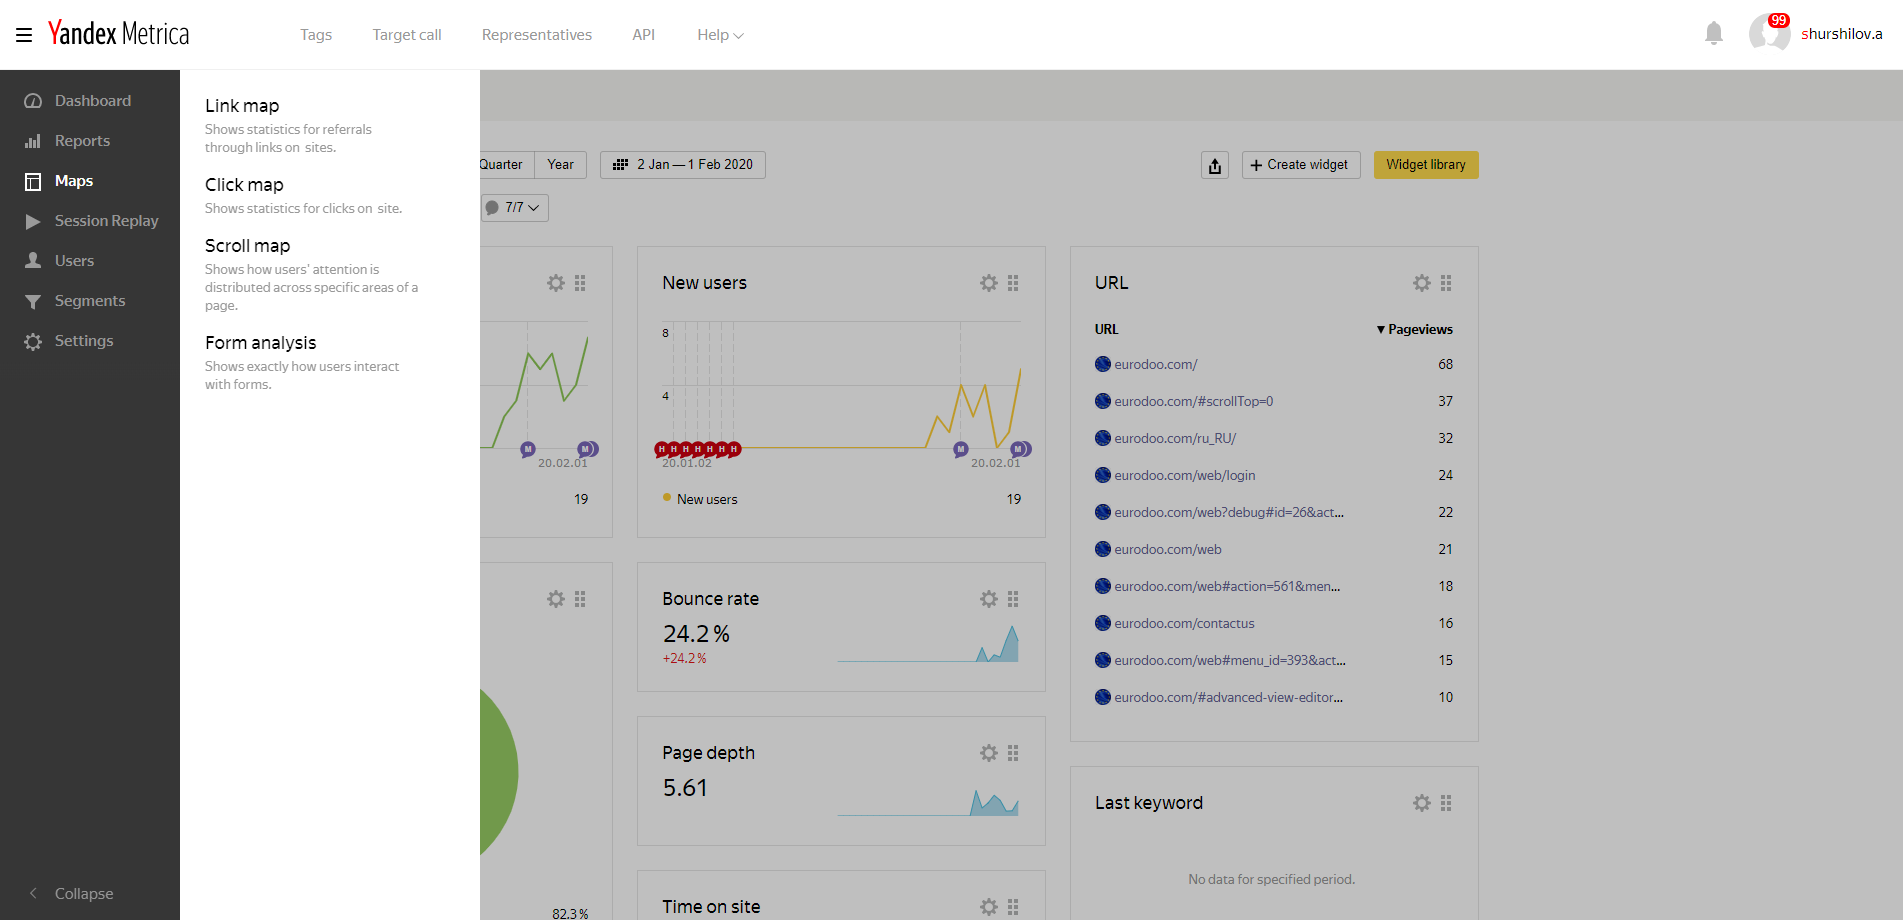 Yandex Metrica
Tags
Target call
Representatives
API
Help
99
shurshilov.a
Dashboard
Reports
Maps
Session Replay
Users
Segments
Settings
Collapse
Link map
Shows statistics for referrals
through links on sites.
Click map
Shows statistics for clicks on site.
Scroll map
Shows how users' attention is
distributed across specific areas of a
page.
Form analysis
Shows exactly how users interact
with forms.
Quarter
Year
2 Jan — 1 Feb 2020
+ Create widget
Widget library
7/7
M
M
20.02.01
19
82.3 %
New users
8
4
H H H H H H H
M
M
20.01.02
20.02.01
New users
19
Bounce rate
24.2 %
+24.2 %
Page depth
5.61
Time on site
URL
URL
▼ Pageviews
eurodoo.com/ 68
eurodoo.com/#scrollTop=0 37
eurodoo.com/ru_RU/ 32
eurodoo.com/web/login 24
eurodoo.com/web?debug#id=26&act... 22
eurodoo.com/web 21
eurodoo.com/web#action=561&men... 18
eurodoo.com/contactus 16
eurodoo.com/web#menu_id=393&act... 15
eurodoo.com/#advanced-view-editor... 10
Last keyword
No data for specified period.